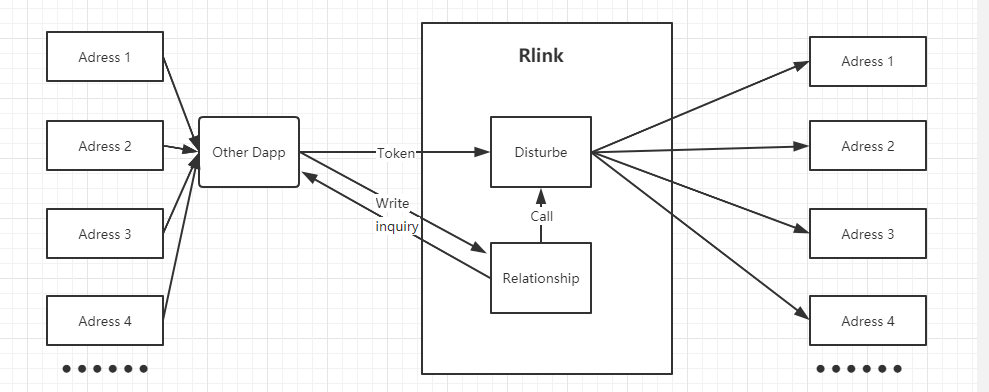 Rlink
Adress 1
Adress 2
Adress 3
Adress 4
Other Dapp
Token
Write
inquiry
Disturbe
Call
Relationship
Adress 1
Adress 2
Adress 3
Adress 4